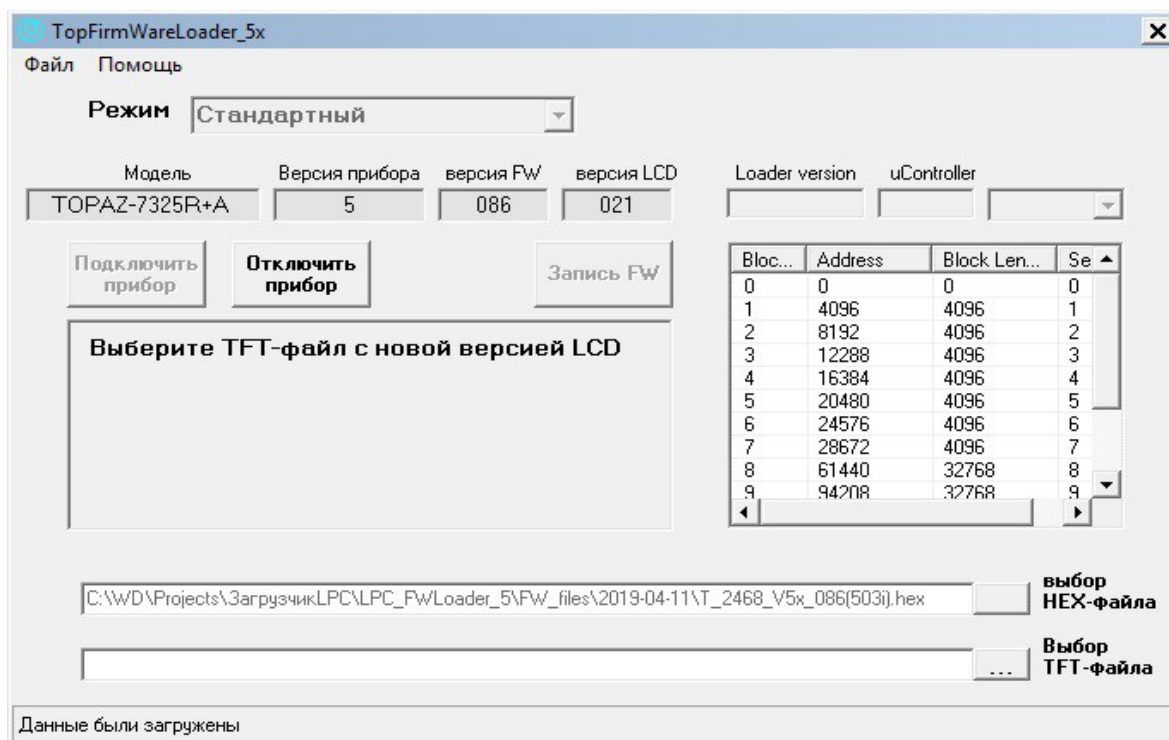 TopFirmWareLoader_5x
Файл Помощь
Режим Стандартный
Модель Версия прибора версия FW версия LCD Loader version uController
TOPAZ-7325R+A 5 086 021
Подключить прибор
Отключить прибор
Запись FW
Выберите TFT-файл с новой версией LCD
Bloc... Address Block Len... Se
0 0 0 0
1 4096 4096 1
2 8192 4096 2
3 12288 4096 3
4 16384 4096 4
5 20480 4096 5
6 24576 4096 6
7 28672 4096 7
8 61440 32768 8
9 94208 32768 9
C:\WD\Projects\ЗагрузчикLPC\LPC_FWLoader_5\FW_files\2019-04-11\T_2468_V5x_086(503i).hex
выбор
HEX-файла
...
Выбор
TFT-файла
Данные были загружены